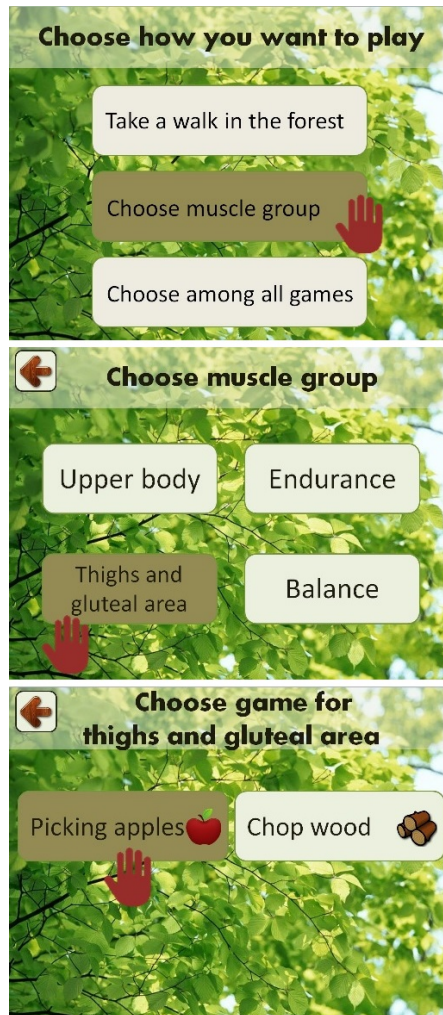 Choose how you want to play
Take a walk in the forest
Choose muscle group
Choose among all games
Choose muscle group
Upper body
Endurance
Thighs and
gluteal area
Balance
Choose game for
thighs and gluteal area
Picking apples
Chop wood